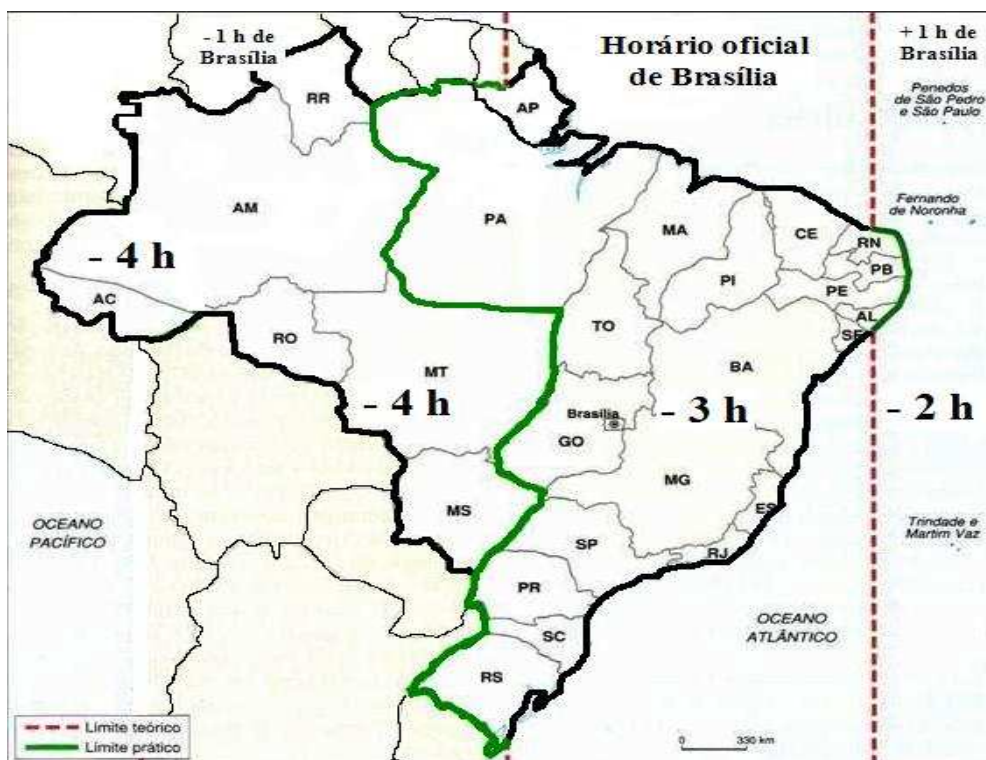 - 1 h de
Brasília
Horário oficial
de Brasília
+ 1 h de
Brasília
Penedos
de São Pedro
e São Paulo
RR
AP
AM
PA
Fernando
de Noronha
MA
CE
RN
- 4 h
PB
PI
PE
AC
AL
TO
SE
RO
MT
BA
- 4 h
Brasília
- 3 h
- 2 h
GO
MG
MS
ES
OCEANO
PACÍFICO
Trindade e
Martim Vaz
SP
RJ
PR
OCEANO
ATLÂNTICO
SC
RS
Limite teórico
Limite prático
0 330 km